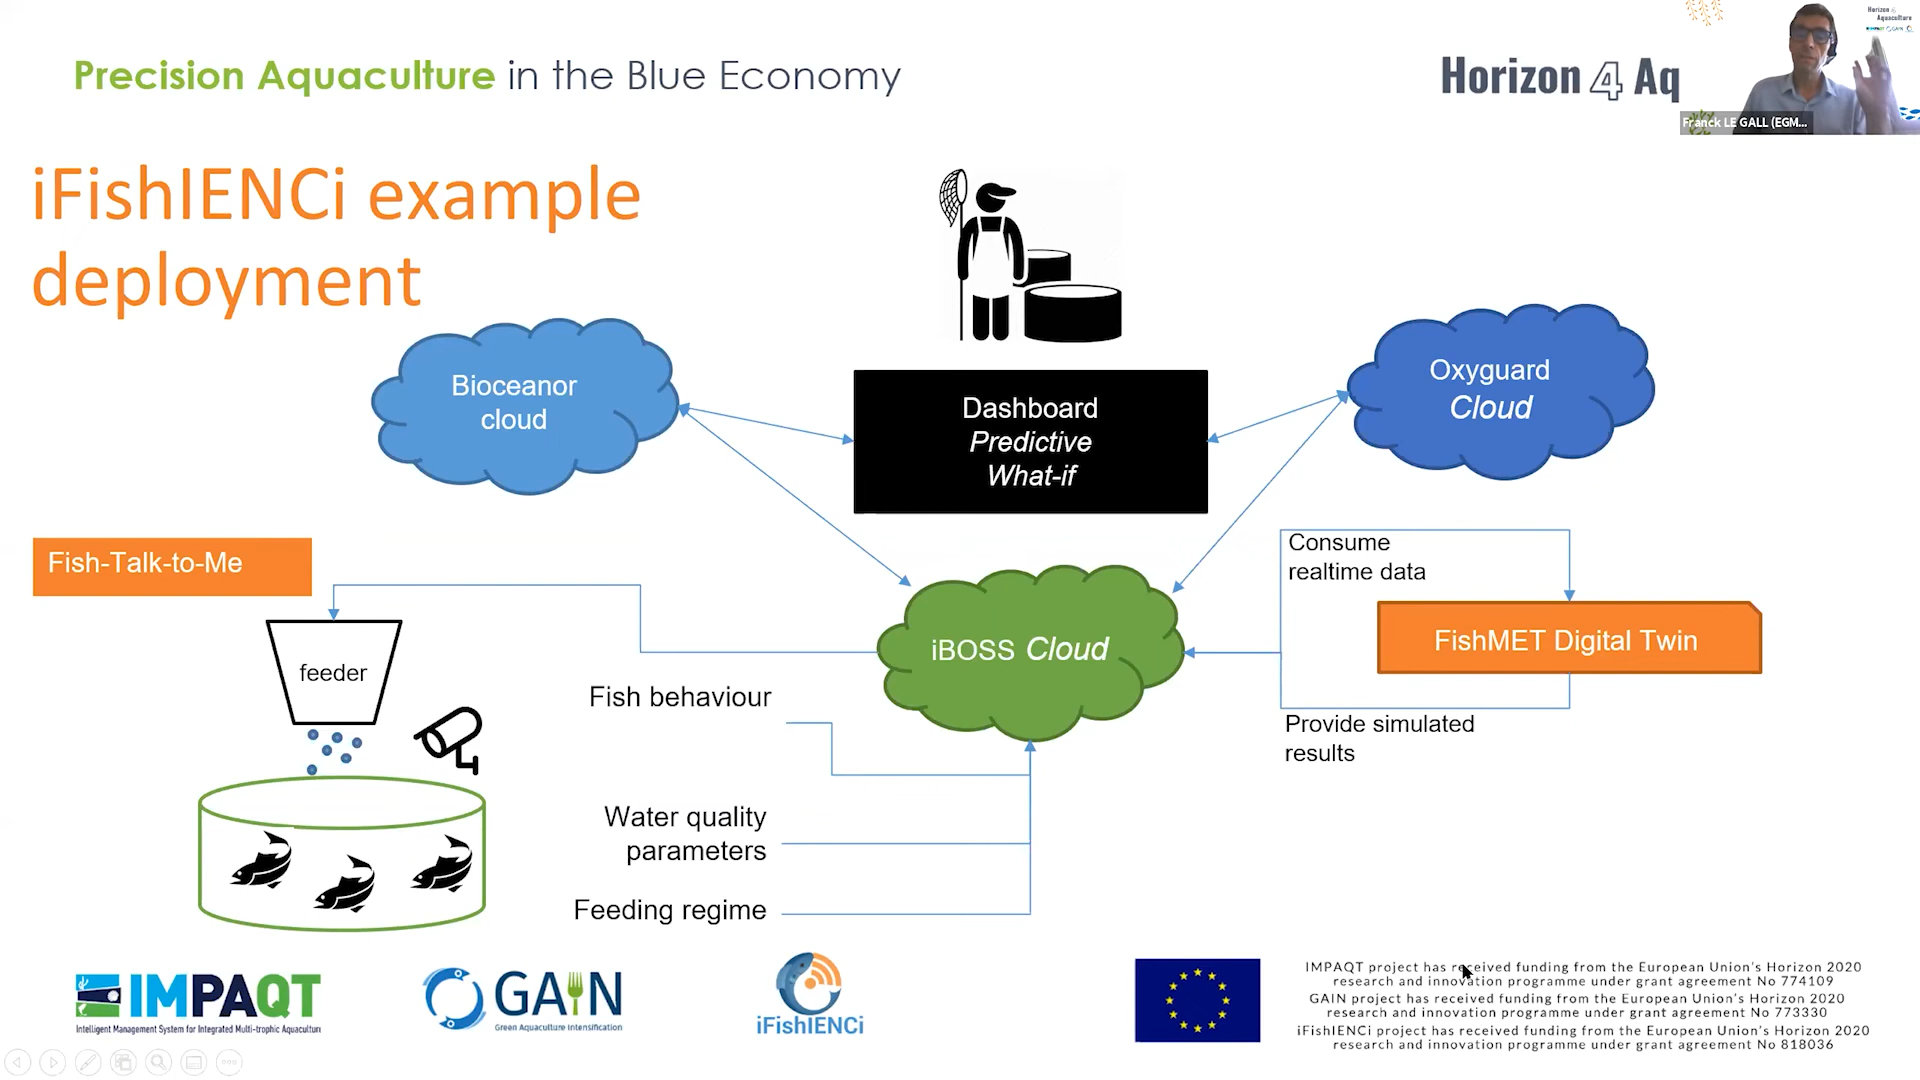 Precision Aquaculture in the Blue Economy
Horizon 4 Aq
Horizon 4
Aquaculture
Franck LE GALL (EGM...
iFishIENCi example
deployment
Bioceanor
cloud
Dashboard
Predictive
What-if
Oxyguard
Cloud
Fish-Talk-to-Me
feeder
iBOSS Cloud
Consume
realtime data
FishMET Digital Twin
Provide simulated
results
Fish behaviour
Water quality
parameters
Feeding regime
IMPAQT
Intelligent Management System for Integrated Multi-trophic Aquacultur
GAIN
Green Aquaculture Intensification
iFishIENCi
IMPAQT project has received funding from the European Union's Horizon 2020
research and innovation programme under grant agreement No 774109
GAIN project has received funding from the European Union's Horizon 2020
research and innovation programme under grant agreement No 773330
iFishIENCi project has received funding from the European Union's Horizon 2020
research and innovation programme under grant agreement No 818036